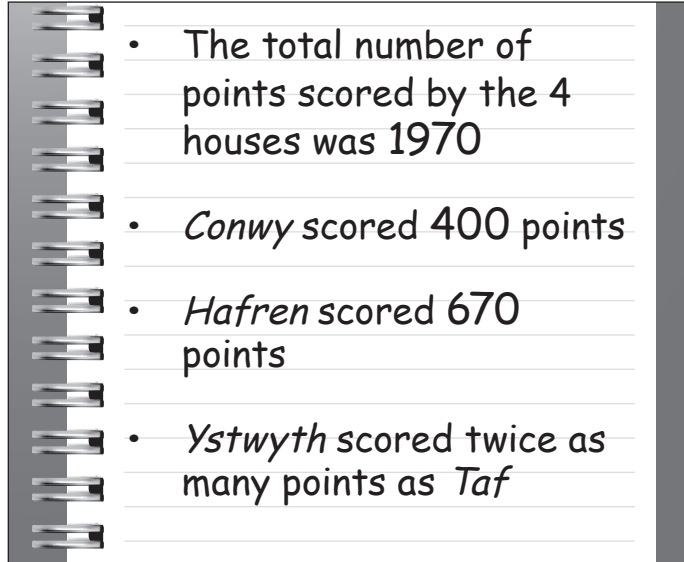 • The total number of
points scored by the 4
houses was 1970
• Conwy scored 400 points
• Hafren scored 670
points
• Ystwyth scored twice as
many points as Taf